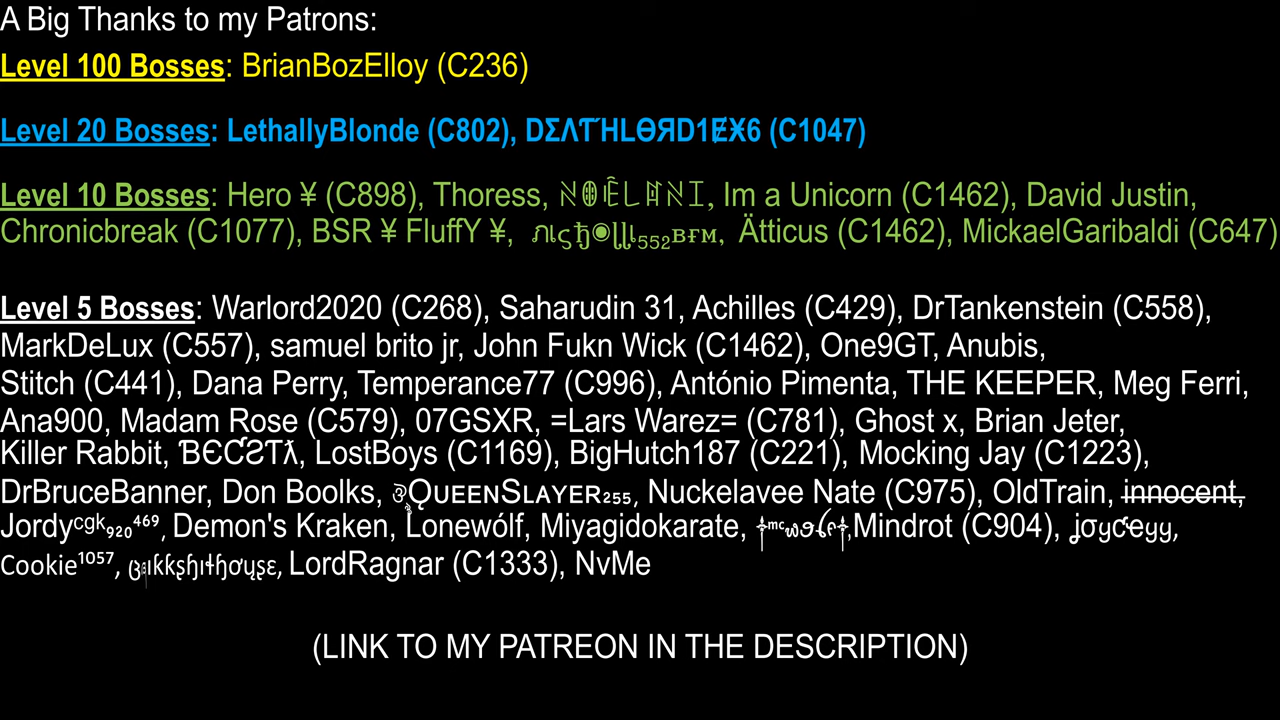 A Big Thanks to my Patrons:
Level 100 Bosses: BrianBozElloy (C236)
Level 20 Bosses: LethallyBlonde (C802), DΣΛƬΉLӨЯD1ɆӾ6 (C1047)
Level 10 Bosses: Hero ¥ (C898), Thoress, Im a Unicorn (C1462), David Justin,
Chronicbreak (C1077), BSR ¥ FluffY ¥, Ätticus (C1462), MickaelGaribaldi (C647)
Level 5 Bosses: Warlord2020 (C268), Saharudin 31, Achilles (C429), DrTankenstein (C558),
MarkDeLux (C557), samuel brito jr, John Fukn Wick (C1462), One9GT, Anubis,
Stitch (C441), Dana Perry, Temperance77 (C996), António Pimenta, THE KEEPER, Meg Ferri,
Ana900, Madam Rose (C579), 07GSXR, =Lars Warez= (C781), Ghost x, Brian Jeter,
Killer Rabbit, ƁЄƇƧƬƛ, LostBoys (C1169), BigHutch187 (C221), Mocking Jay (C1223),
DrBruceBanner, Don Boolks, QᴜᴇᴇɴSʟᴀʏᴇʀ₂₅₅, Nuckelavee Nate (C975), OldTrain, innocent,
Jordyᶜᵍᵏ₉₂₀⁴⁶⁹, Demon's Kraken, Lonewólf, Miyagidokarate, Mindrot (C904), ʝσყƈҽყყ,
Cookie¹⁰⁵⁷, LordRagnar (C1333), NvMe
(LINK TO MY PATREON IN THE DESCRIPTION)